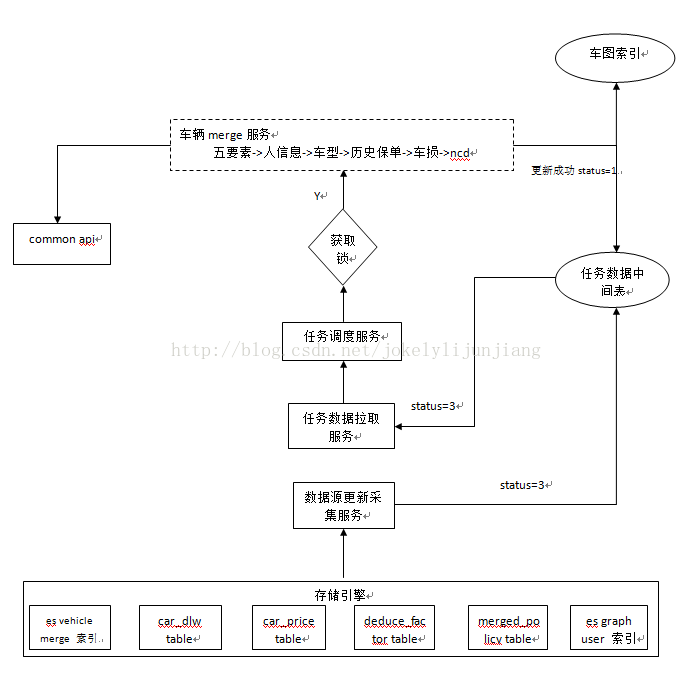 车图索引
车辆 merge 服务
五要素->人信息->车型->历史保单->车损->ncd
更新成功 status=1
Y
common api
获取
锁
任务数据中
间表
任务调度服务
http://blog.csdn.net/jokelylijunjiang
status=3
任务数据拉取
服务
status=3
数据源更新采
集服务
存储引擎
es vehicle
merge 索引
car_dlw
table
car_price
table
deduce_fac
tor table
merged_po
licy table
es graph
user 索引